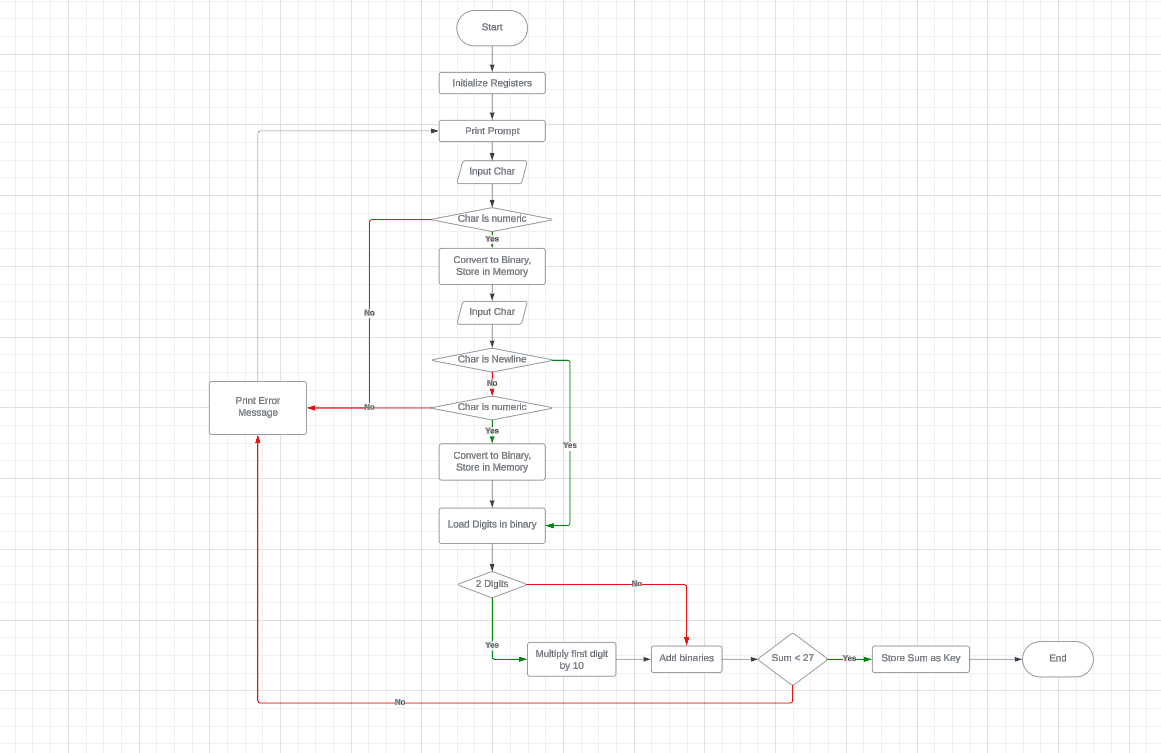 Start
Initialize Registers
Print Prompt
Input Char
Char is numeric
Yes
Convert to Binary,
Store in Memory
Input Char
No
Char is Newline
No
Print Error
Message
No
Char is numeric
Yes
Yes
Convert to Binary,
Store in Memory
Load Digits in binary
2 Digits
No
Yes
Multiply first digit
by 10
Add binaries
Sum < 27
Yes
Store Sum as Key
End
No